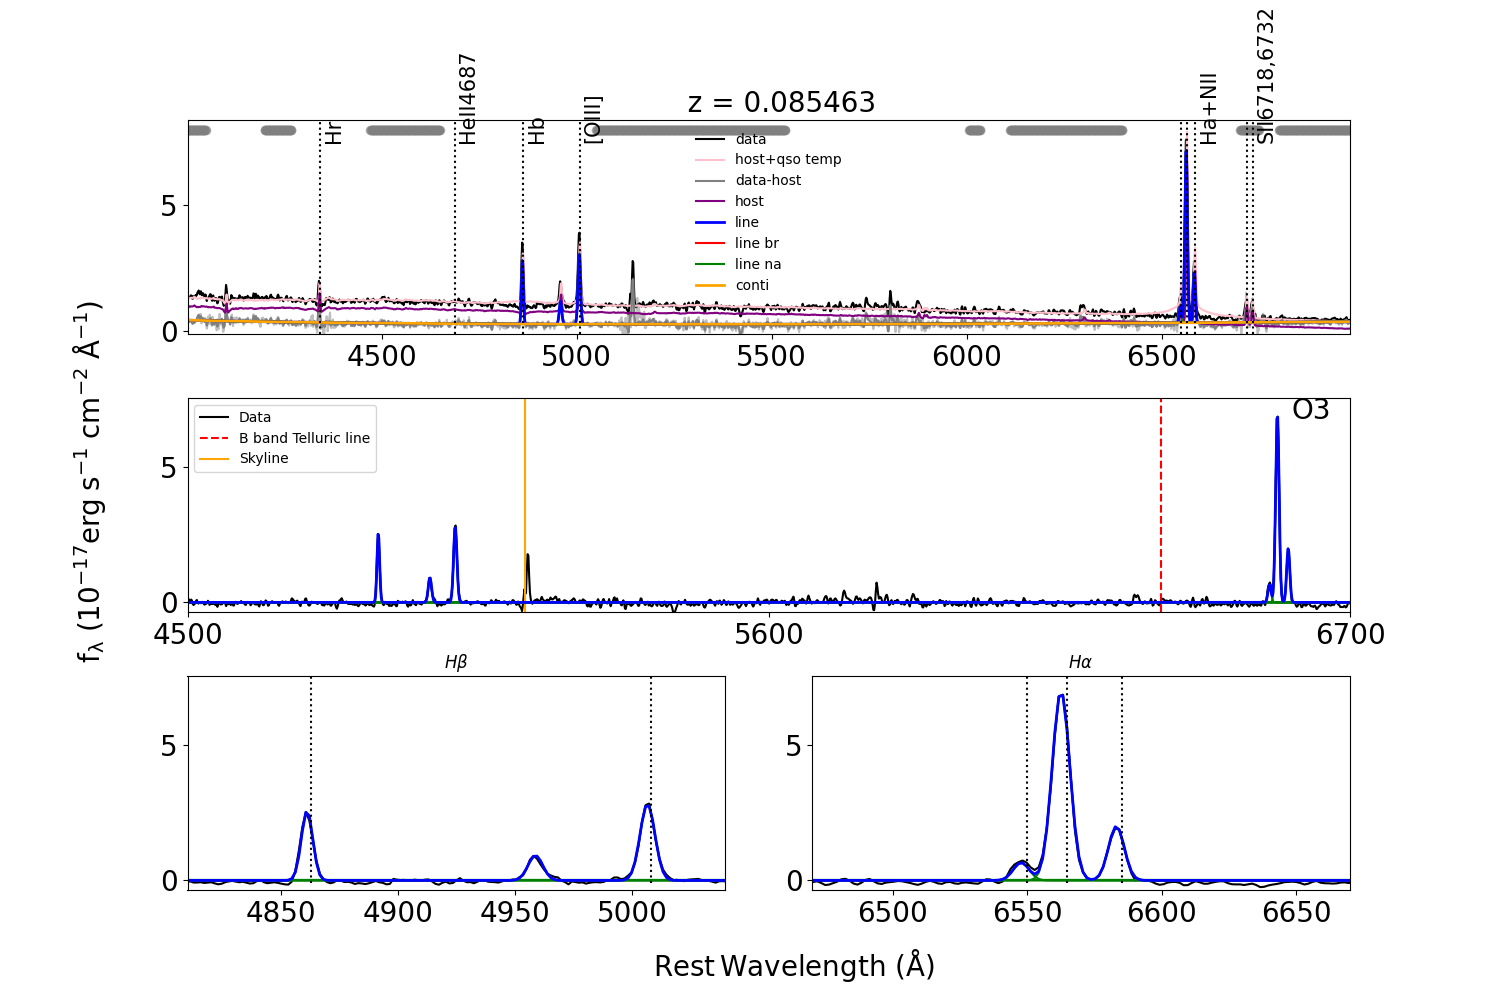 z = 0.085463
Hr
HeII4687
Hb
[OIII]
Ha+NII
SII6718,6732
data
host+qso temp
data-host
host
line
line br
line na
conti
5
0
4500 5000 5500 6000 6500
Data
B band Telluric line
Skyline
O3
5
0
4500 5600 6700
fλ (10⁻¹⁷erg s⁻¹ cm⁻² Å⁻¹)
Hβ
5
0
4850 4900 4950 5000
Hα
5
0
6500 6550 6600 6650
Rest Wavelength (Å)